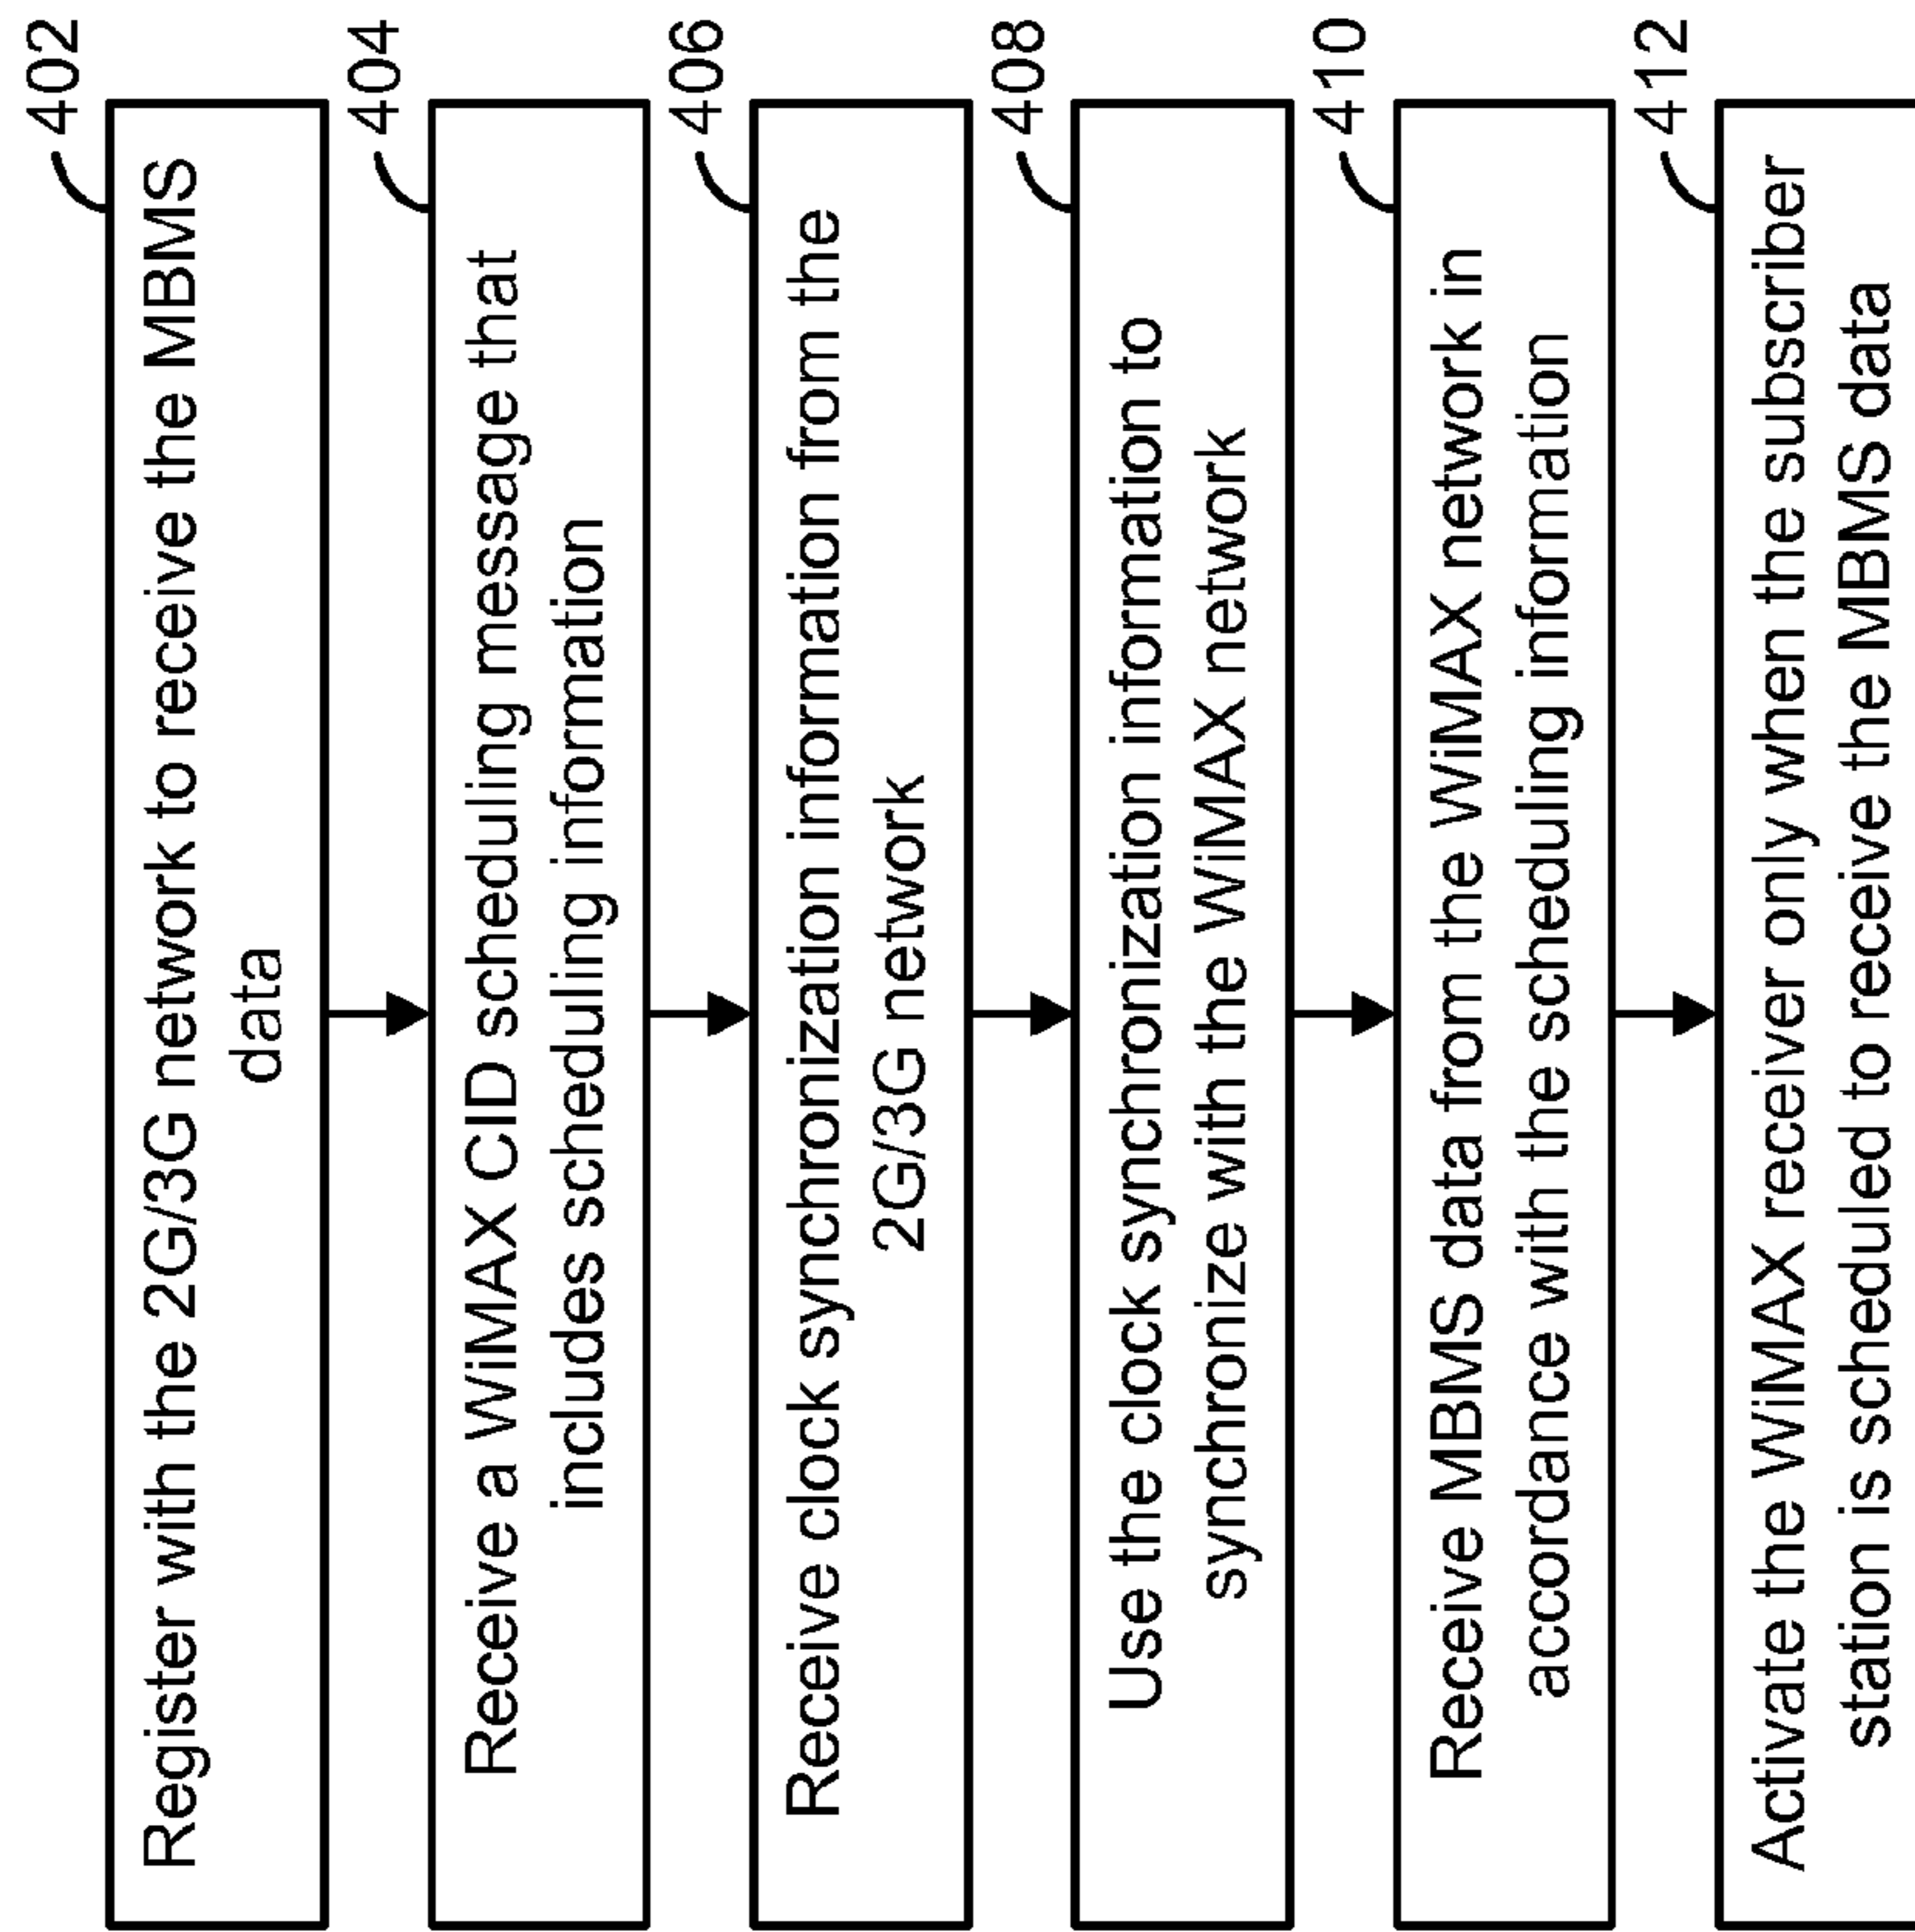 402
Register with the 2G/3G network to receive the MBMS
data
404
Receive a WiMAX CID scheduling message that
includes scheduling information
406
Receive clock synchronization information from the
2G/3G network
408
Use the clock synchronization information to
synchronize with the WiMAX network
410
Receive MBMS data from the WiMAX network in
accordance with the scheduling information
412
Activate the WiMAX receiver only when the subscriber
station is scheduled to receive the MBMS data